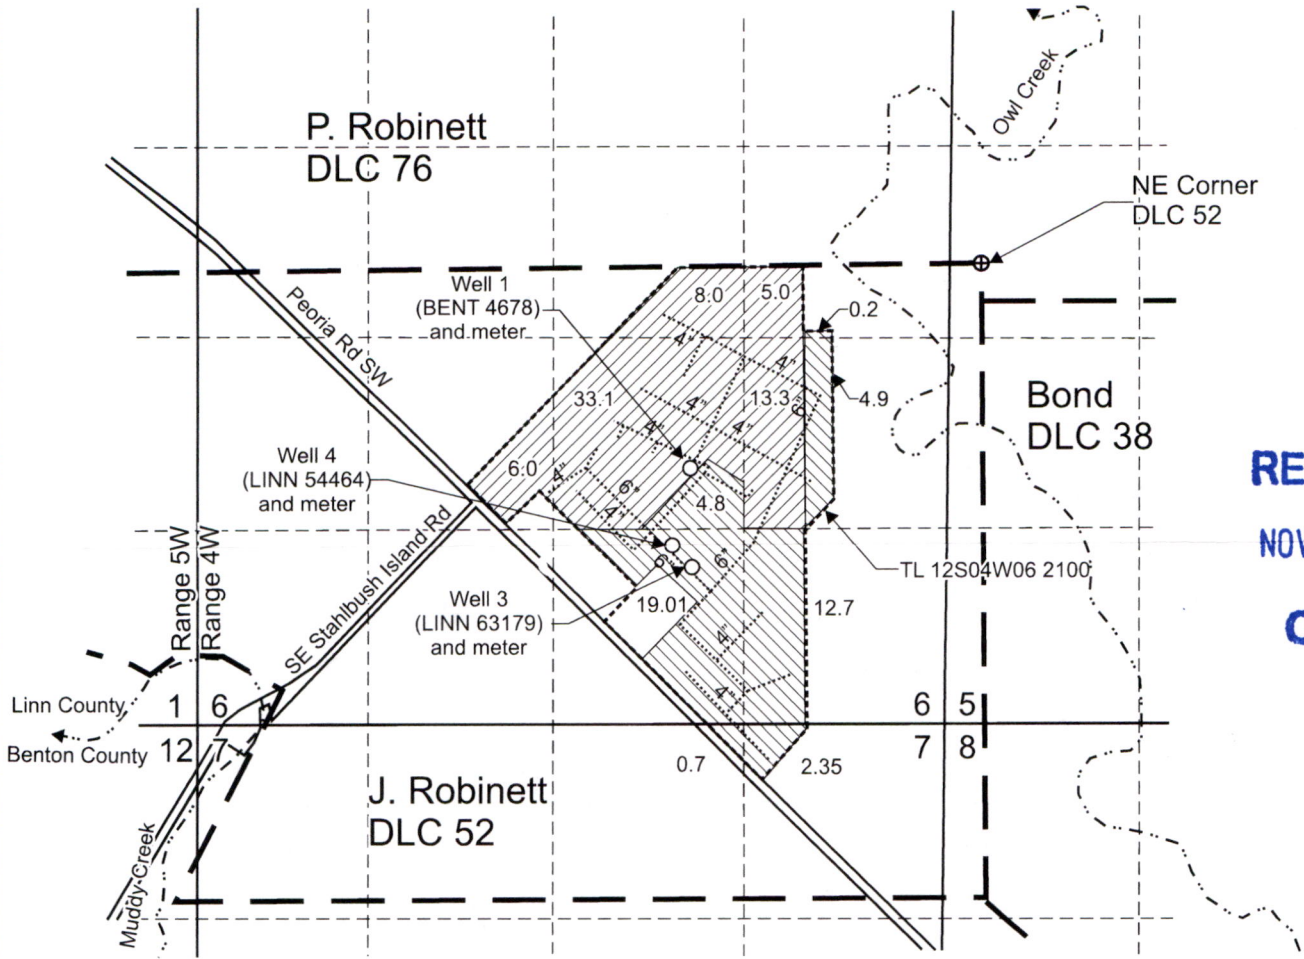 Owl Creek
P. Robinett
DLC 76
NE Corner
DLC 52
Well 1
(BENT 4678)
and meter
8.0
5.0
0.2
Peoria Rd SW
4"
4"
33.1
4"
13.3
6"
4.9
Bond
DLC 38
4"
4"
Well 4
(LINN 54464)
and meter
6.0
4"
6"
4.8
4"
RE
NOV
Range 5W
Range 4W
SE Stahlbush Island Rd
6"
6"
TL 12S04W06 2100
Well 3
(LINN 63179)
and meter
19.01
12.7
4"
4"
C
Linn County
1
6
6
5
Benton County
12
7
7
8
0.7
2.35
J. Robinett
DLC 52
Muddy Creek